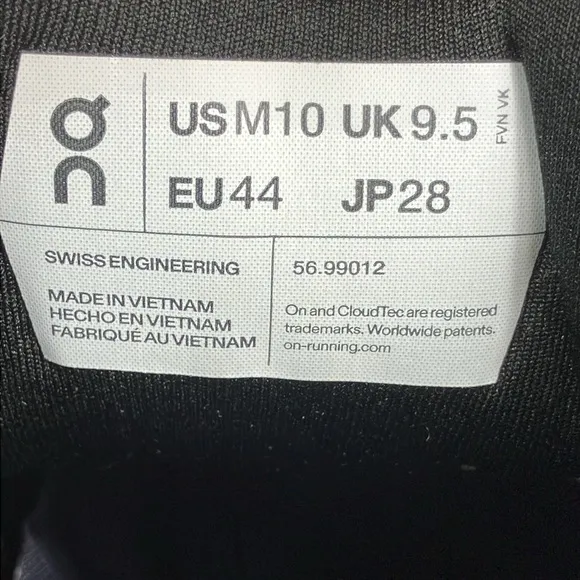 On
US M10 UK 9.5
EU 44 JP 28
FVN VK
SWISS ENGINEERING
MADE IN VIETNAM
HECHO EN VIETNAM
FABRIQUÉ AU VIETNAM
56.99012
On and CloudTec are registered
trademarks. Worldwide patents.
on-running.com